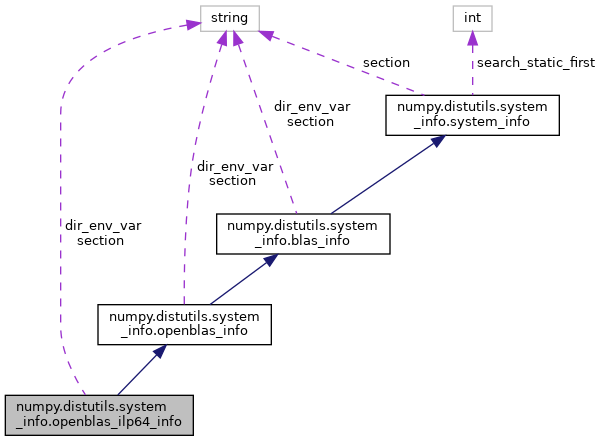 string
int
section
search_static_first
numpy.distutils.system
_info.system_info
dir_env_var
section
dir_env_var
section
numpy.distutils.system
_info.blas_info
dir_env_var
section
numpy.distutils.system
_info.openblas_info
numpy.distutils.system
_info.openblas_ilp64_info